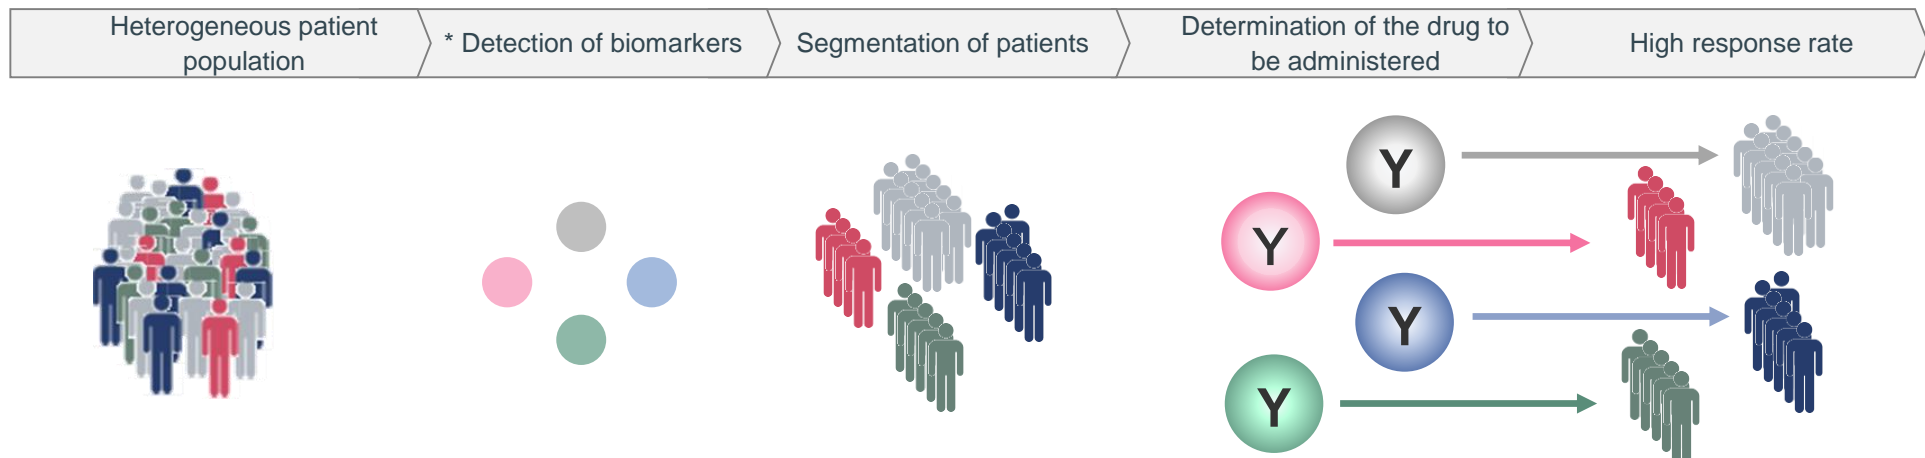 Heterogeneous patient
population
* Detection of biomarkers
Segmentation of patients
Determination of the drug to
be administered
High response rate
Y
Y
Y
Y